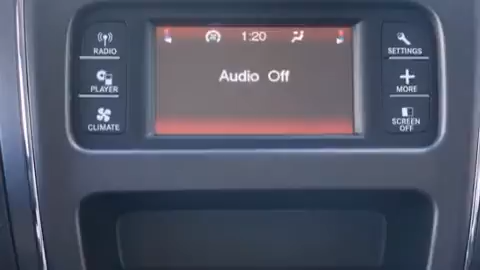 1:20
RADIO
SETTINGS
Audio Off
PLAYER
MORE
CLIMATE
SCREEN
OFF